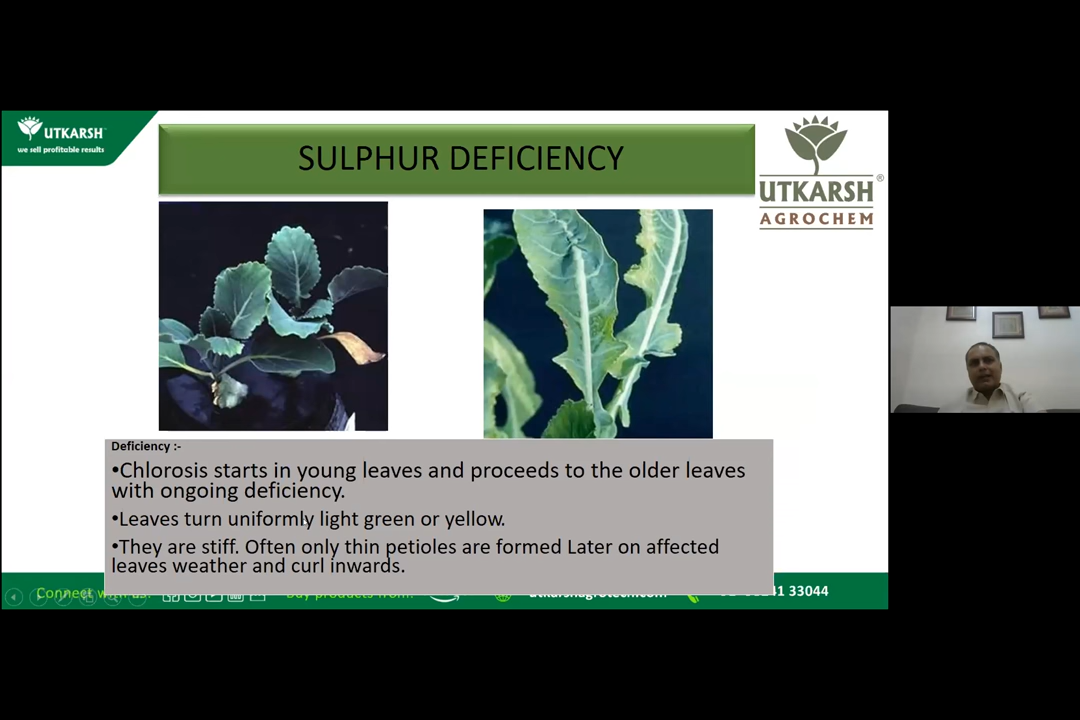 UTKARSH
we sell profitable results
SULPHUR DEFICIENCY
UTKARSH®
AGROCHEM
Deficiency :-
•Chlorosis starts in young leaves and proceeds to the older leaves
with ongoing deficiency.
•Leaves turn uniformly light green or yellow.
•They are stiff. Often only thin petioles are formed Later on affected
leaves weather and curl inwards.
Connect
33044